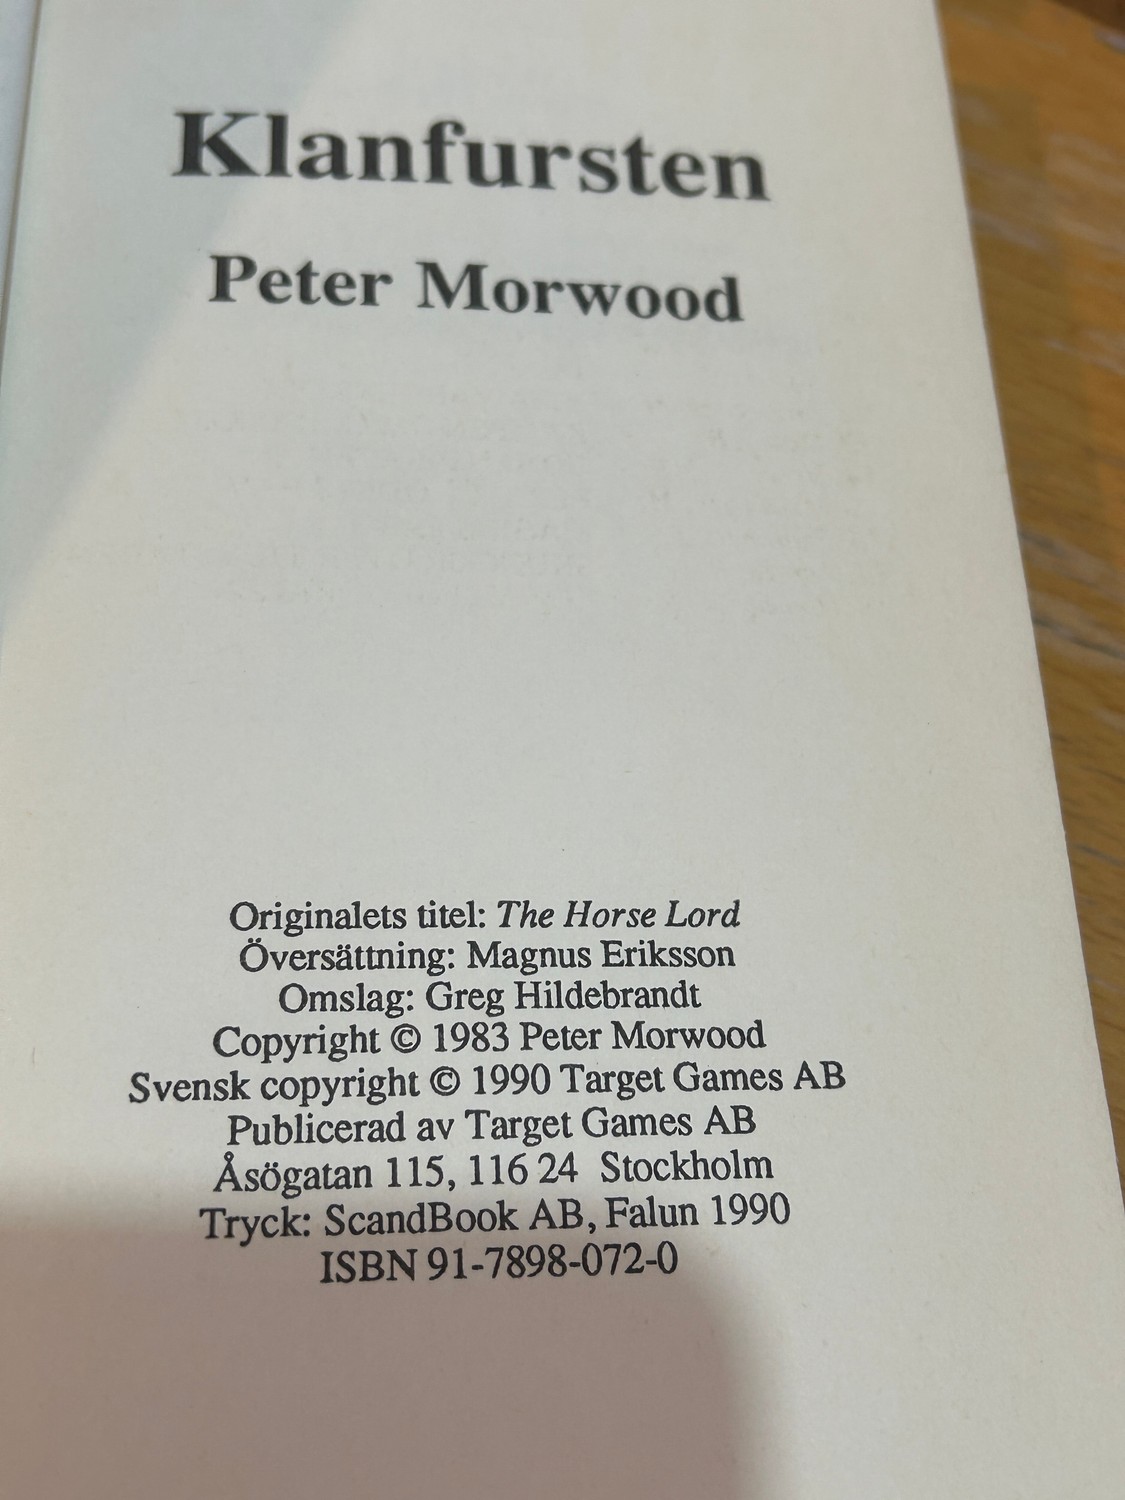 Klanfursten
Peter Morwood
Originalets titel: The Horse Lord
Översättning: Magnus Eriksson
Omslag: Greg Hildebrandt
Copyright © 1983 Peter Morwood
Svensk copyright © 1990 Target Games AB
Publicerad av Target Games AB
Åsögatan 115, 116 24 Stockholm
Tryck: ScandBook AB, Falun 1990
ISBN 91-7898-072-0